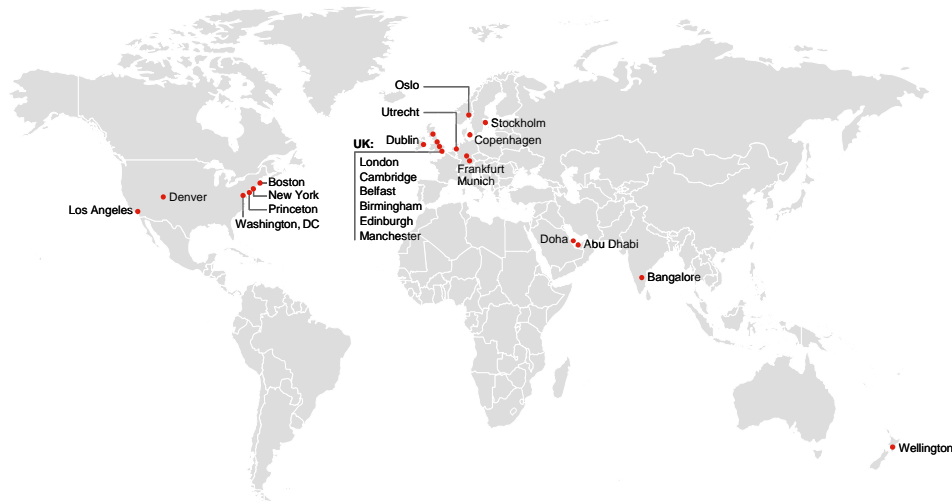 Oslo
Utrecht
Stockholm
Dublin
Copenhagen
UK:
London
Cambridge
Belfast
Birmingham
Edinburgh
Manchester
Frankfurt
Munich
Boston
Denver
New York
Los Angeles
Princeton
Washington, DC
Doha
Abu Dhabi
Bangalore
Wellington